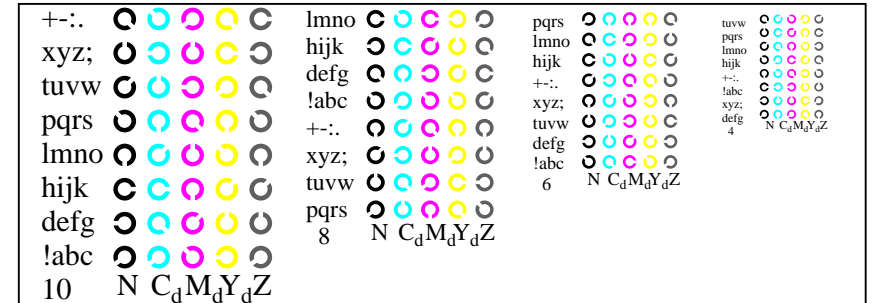 +-:.
xyz;
tuvw
pqrs
lmno
hijk
defg
!abc
10 N CdMdYdZ
lmno
hijk
defg
!abc
+-:.
xyz;
tuvw
pqrs
8 N CdMdYdZ
pqrs
lmno
hijk
+-:.
xyz;
tuvw
defg
!abc
6 N CdMdYdZ
tuvw
pqrs
lmno
hijk
+-:.
!abc
xyz;
defg
4 N CdMdYdZ